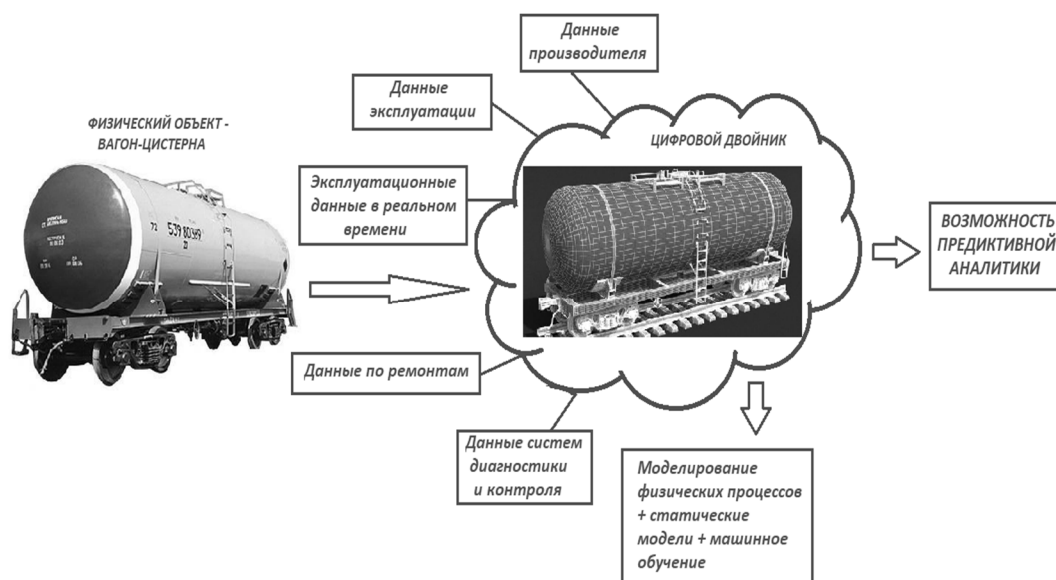 Данные
производителя
Данные
эксплуатации
ФИЗИЧЕСКИЙ ОБЪЕКТ -
ВАГОН-ЦИСТЕРНА
ЦИФРОВОЙ ДВОЙНИК
Эксплуатационные
данные в реальном
времени
ВОЗМОЖНОСТЬ
ПРЕДИКТИВНОЙ
АНАЛИТИКИ
Данные по ремонтам
Данные систем
диагностики
и контроля
Моделирование
физических процессов
+ статические
модели + машинное
обучение